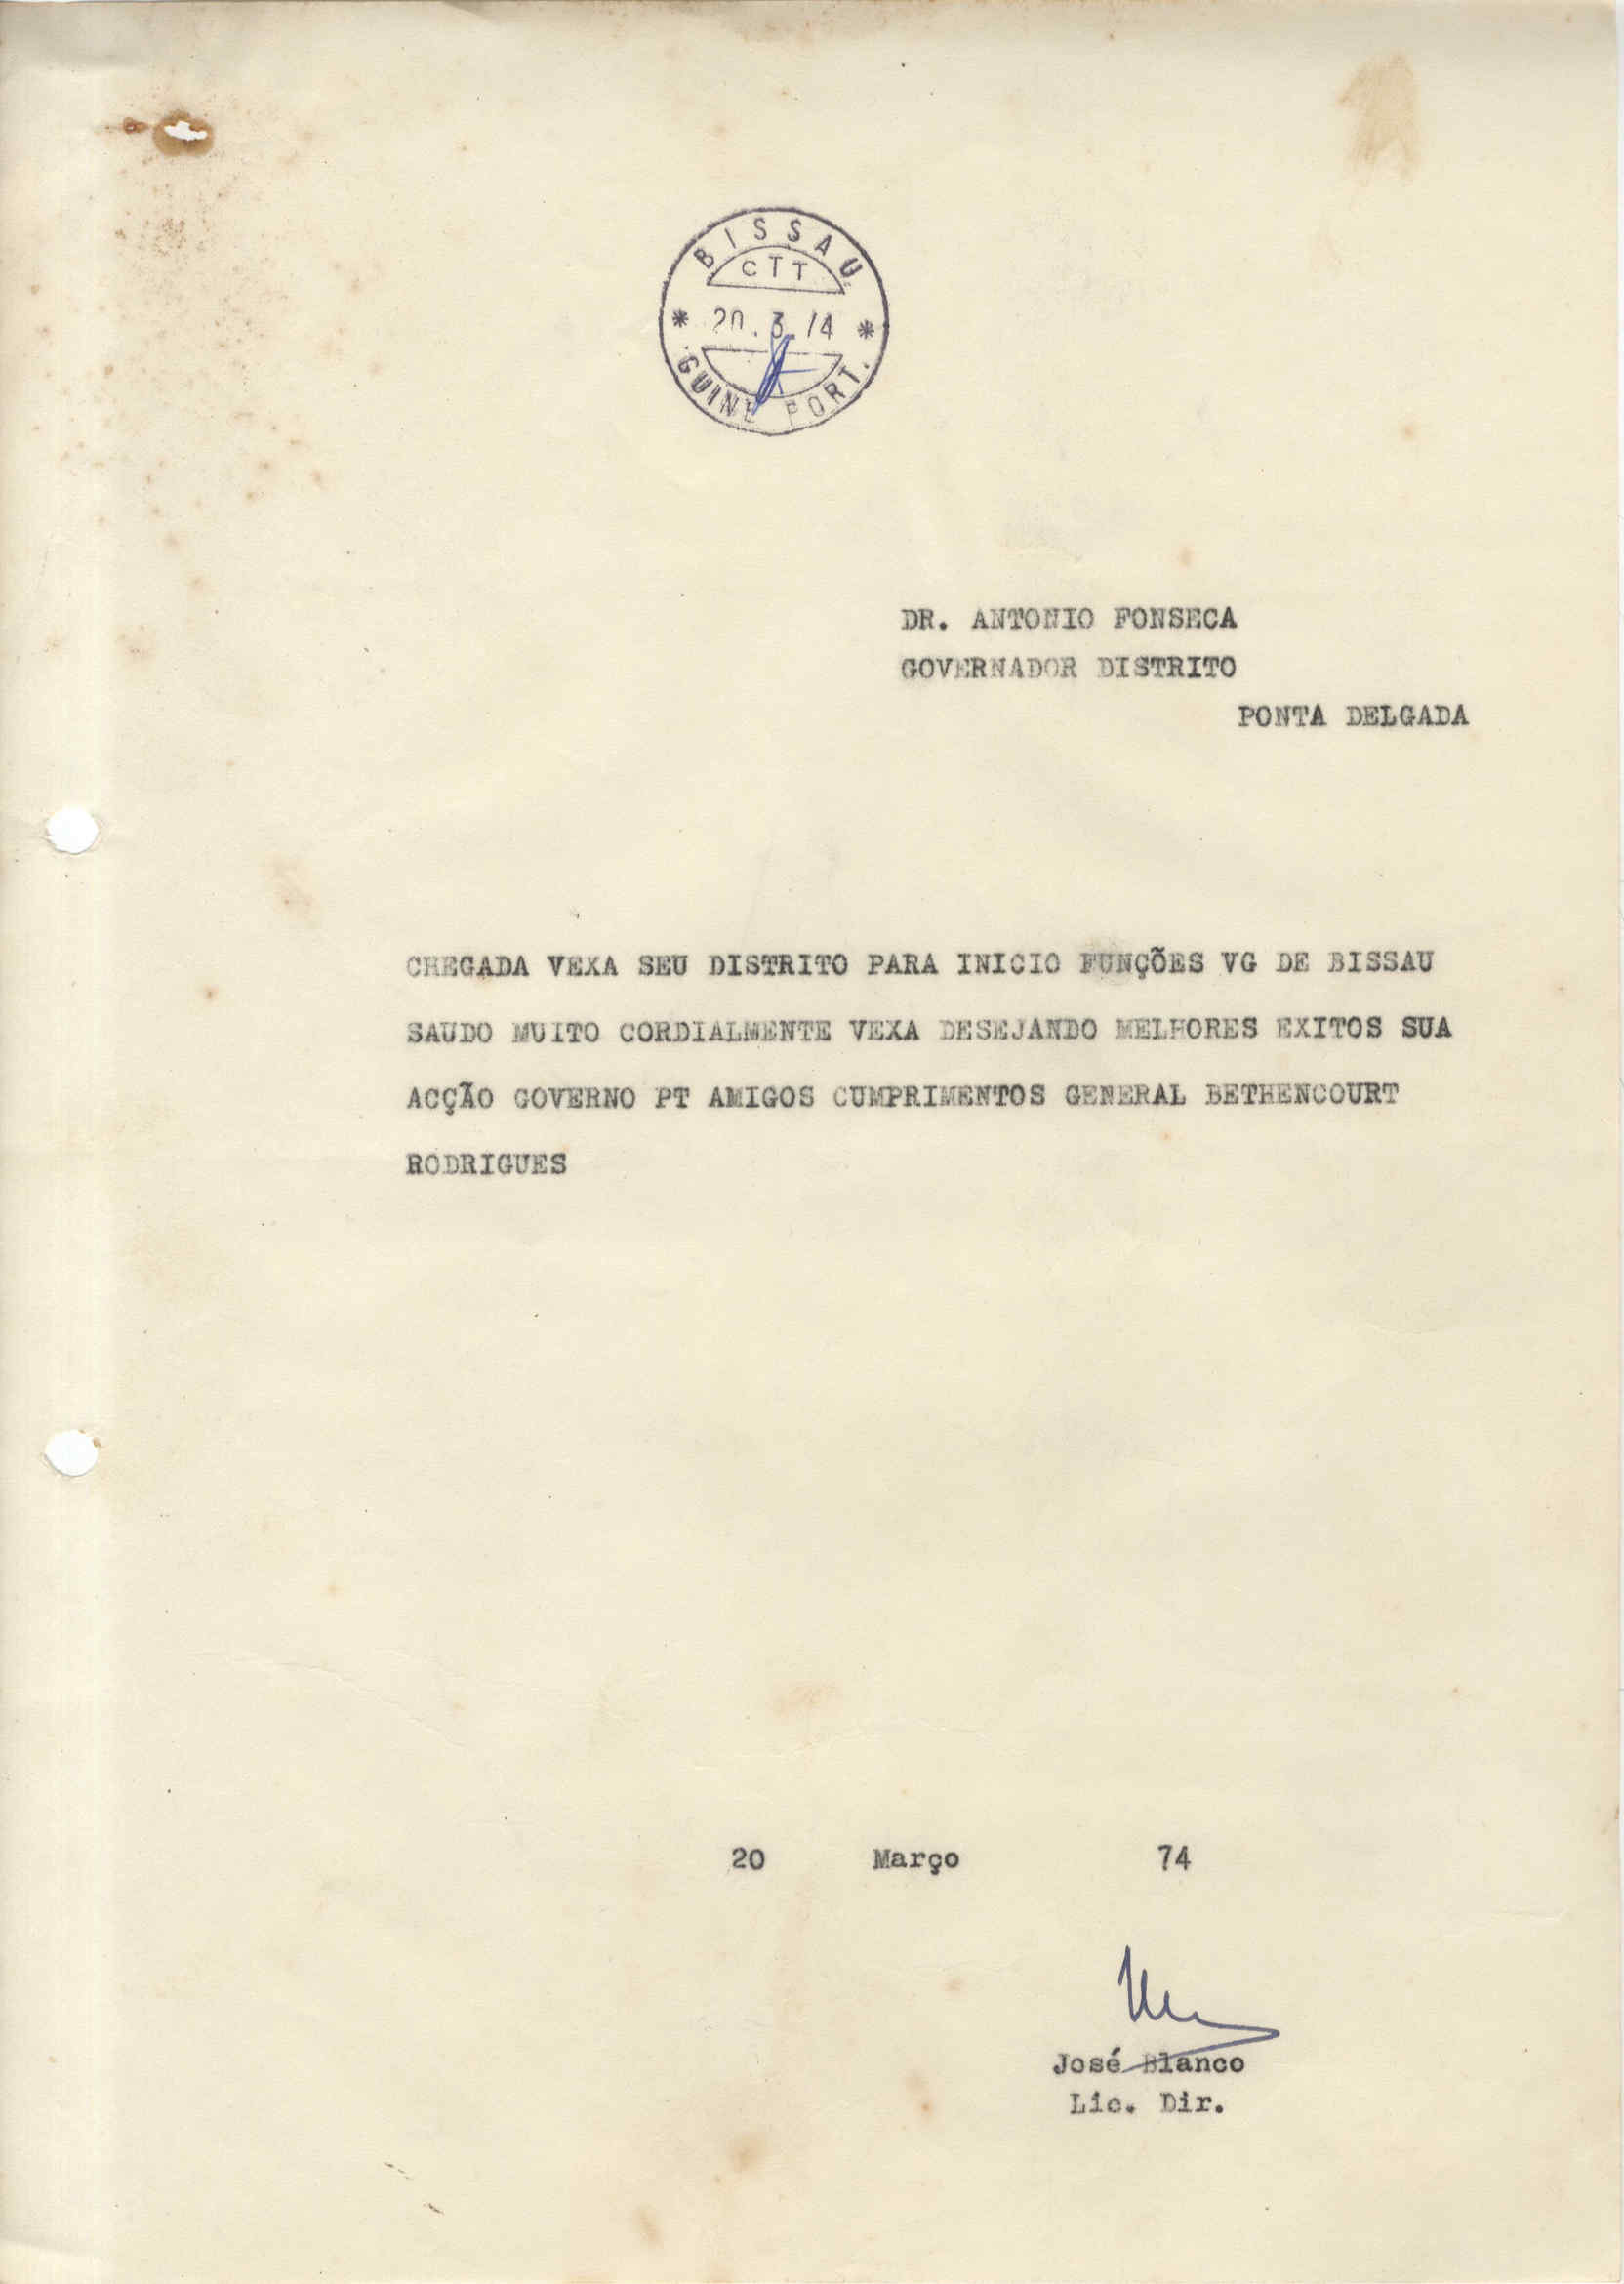 BISSAU
CTT
* 20.3.74 *
GUINE PORT.
DR. ANTONIO FONSECA
GOVERNADOR DISTRITO
PONTA DELGADA
CHEGADA VEXA SEU DISTRITO PARA INICIO FUNÇÕES VG DE BISSAU
SAUDO MUITO CORDIALMENTE VEXA DESEJANDO MELHORES EXITOS SUA
ACÇÃO GOVERNO PT AMIGOS CUMPRIMENTOS GENERAL BETHENCOURT
RODRIGUES
20 Março 74
José Blanco
Lic. Dir.